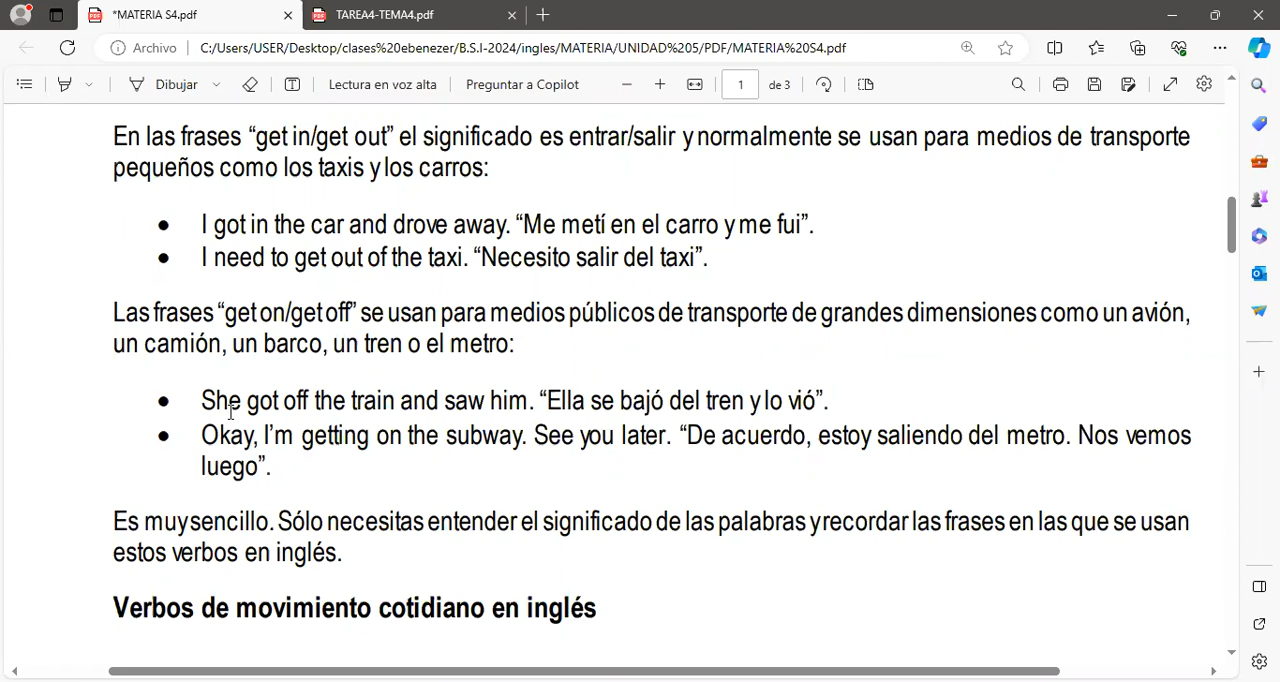 *MATERIA S4.pdf
TAREA4-TEMA4.pdf
Archivo
C:/Users/USER/Desktop/clases%20ebenezer/B.S.I-2024/ingles/MATERIA/UNIDAD%205/PDF/MATERIA%20S4.pdf
Dibujar
Lectura en voz alta
Preguntar a Copilot
1
de 3
En las frases “get in/get out” el significado es entrar/salir y normalmente se usan para medios de transporte
pequeños como los taxis y los carros:
• I got in the car and drove away. “Me metí en el carro y me fui”.
• I need to get out of the taxi. “Necesito salir del taxi”.
Las frases “get on/get off” se usan para medios públicos de transporte de grandes dimensiones como un avión,
un camión, un barco, un tren o el metro:
• She got off the train and saw him. “Ella se bajó del tren y lo vió”.
• Okay, I’m getting on the subway. See you later. “De acuerdo, estoy saliendo del metro. Nos vemos
luego”.
Es muy sencillo. Sólo necesitas entender el significado de las palabras y recordar las frases en las que se usan
estos verbos en inglés.
Verbos de movimiento cotidiano en inglés